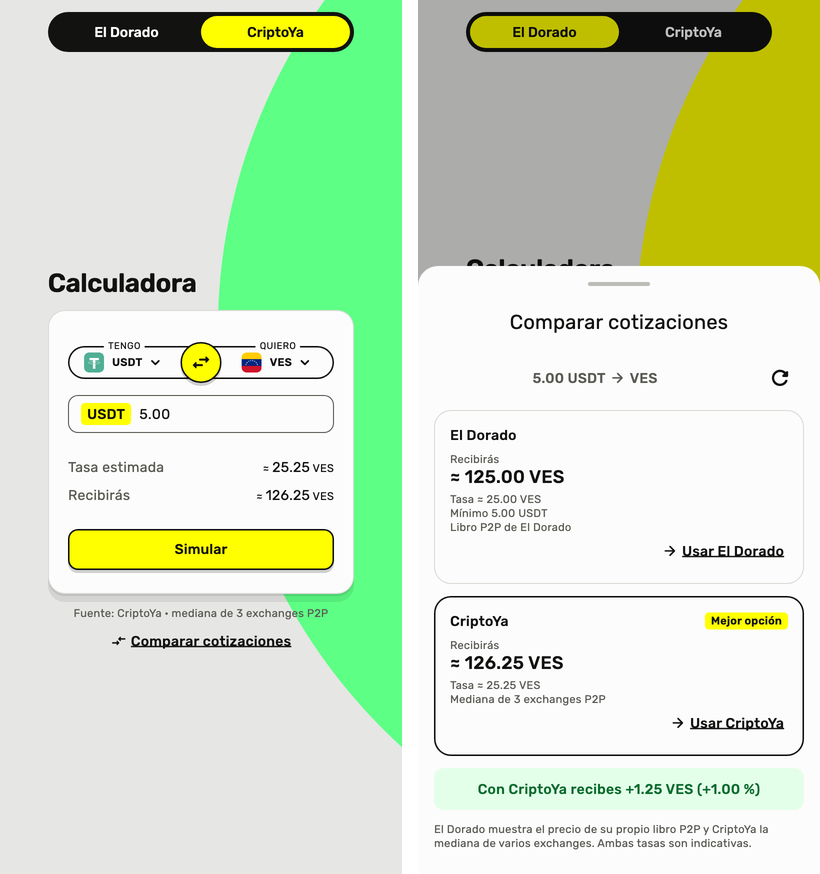 El Dorado
CriptoYa
Calculadora
TENGO
QUIERO
USDT
VES
USDT 5.00
Tasa estimada ≈ 25.25 VES
Recibirás ≈ 126.25 VES
Simular
Fuente: CriptoYa • mediana de 3 exchanges P2P
Comparar cotizaciones
El Dorado
CriptoYa
Calculadora
Comparar cotizaciones
5.00 USDT → VES
El Dorado
Recibirás
≈ 125.00 VES
Tasa ≈ 25.00 VES
Mínimo 5.00 USDT
Libro P2P de El Dorado
→ Usar El Dorado
CriptoYa
Mejor opción
Recibirás
≈ 126.25 VES
Tasa ≈ 25.25 VES
Mediana de 3 exchanges P2P
→ Usar CriptoYa
Con CriptoYa recibes +1.25 VES (+1.00 %)
El Dorado muestra el precio de su propio libro P2P y CriptoYa la
mediana de varios exchanges. Ambas tasas son indicativas.